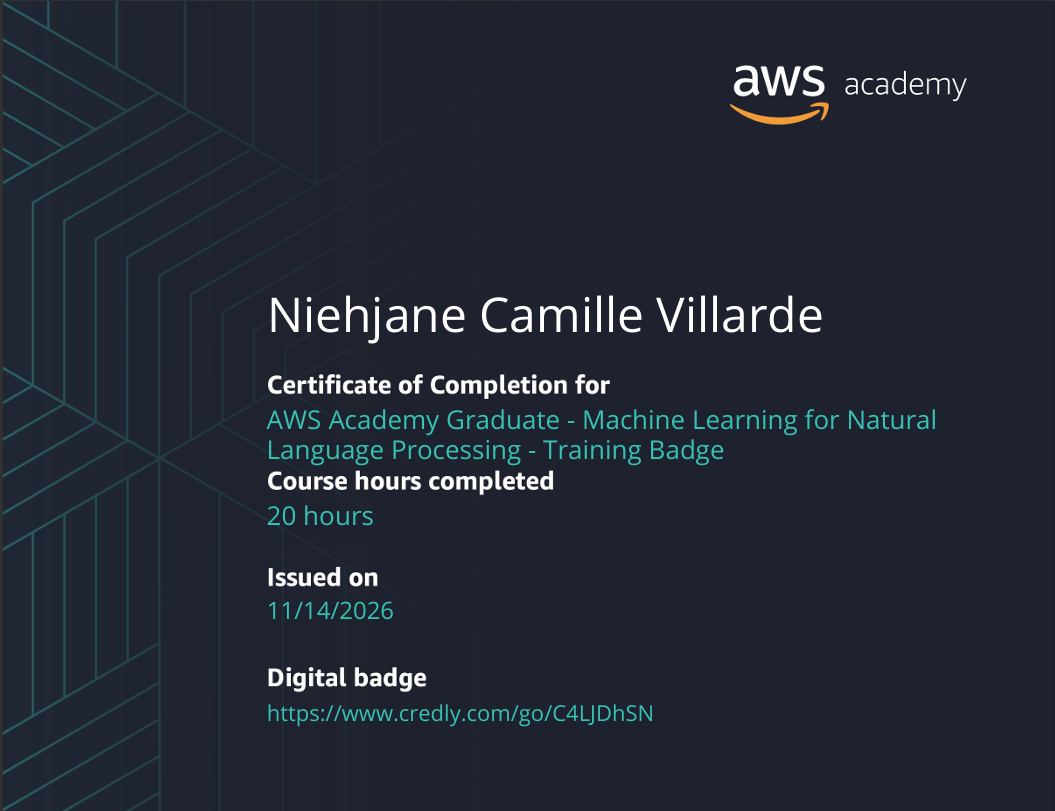 aws academy
Niehjane Camille Villarde
Certificate of Completion for
AWS Academy Graduate - Machine Learning for Natural
Language Processing - Training Badge
Course hours completed
20 hours
Issued on
11/14/2026
Digital badge
https://www.credly.com/go/C4LJDhSN